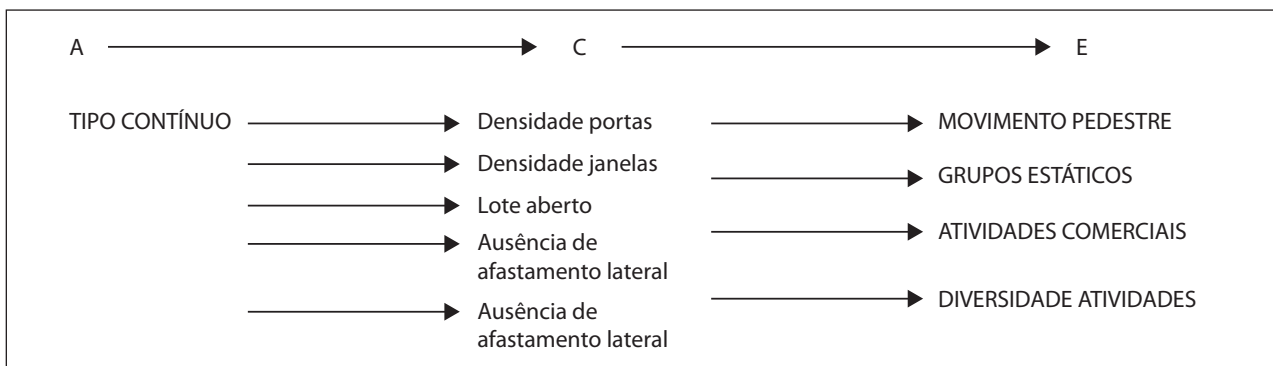 A C E
TIPO CONTÍNUO Densidade portas MOVIMENTO PEDESTRE
Densidade janelas GRUPOS ESTÁTICOS
Lote aberto ATIVIDADES COMERCIAIS
Ausência de
afastamento lateral
Ausência de DIVERSIDADE ATIVIDADES
afastamento lateral